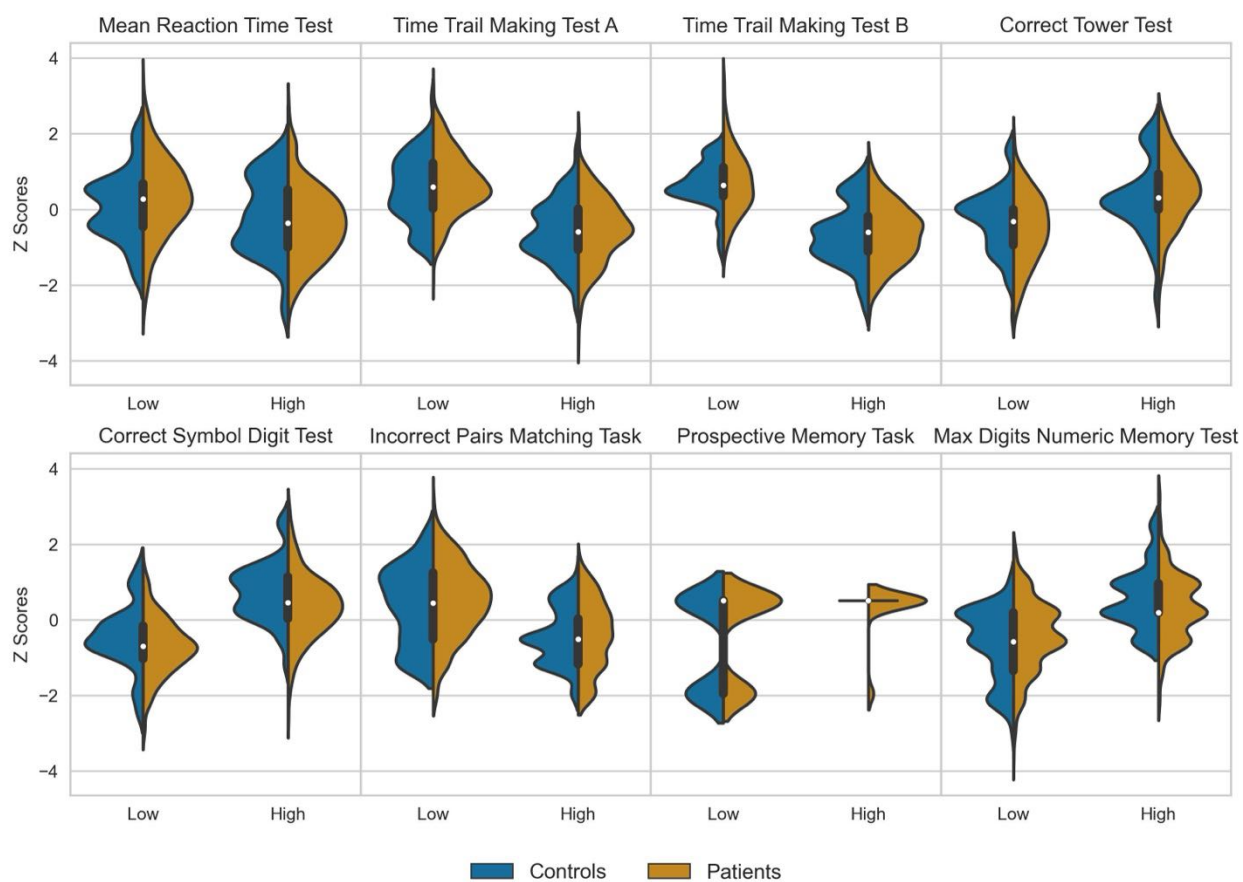 Mean Reaction Time Test Time Trail Making Test A Time Trail Making Test B Correct Tower Test
4
2
0
−2
−4
Z Scores
Low High Low High Low High Low High
Correct Symbol Digit Test Incorrect Pairs Matching Task Prospective Memory Task Max Digits Numeric Memory Test
4
2
0
−2
−4
Z Scores
Low High Low High Low High Low High
Controls Patients